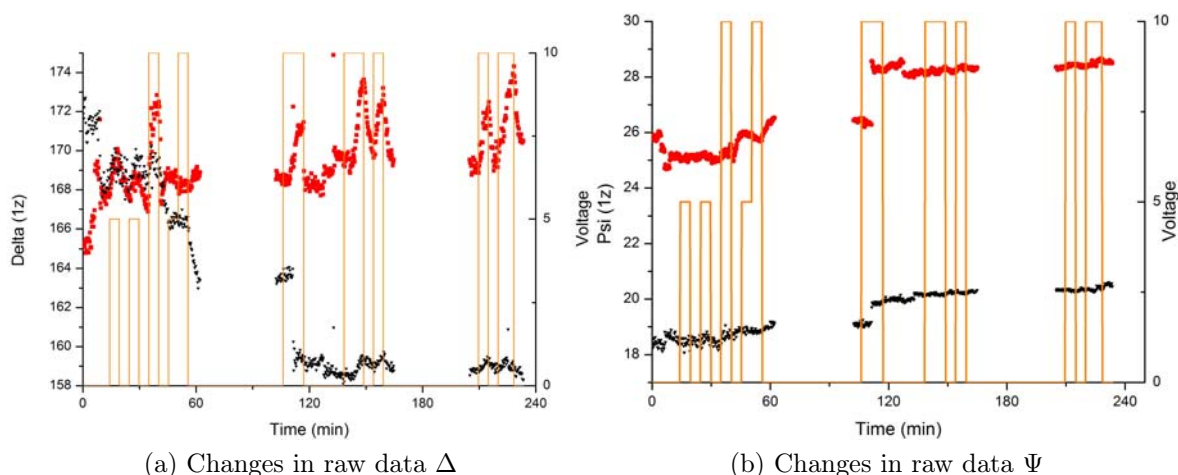 174
172
170
168
166
164
162
160
158
Delta (1z)
10
5
0
Voltage
0 60 120 180 240
Time (min)
(a) Changes in raw data Δ
30
28
26
24
22
20
18
Psi (1z)
10
5
0
Voltage
0 60 120 180 240
Time (min)
(b) Changes in raw data Ψ